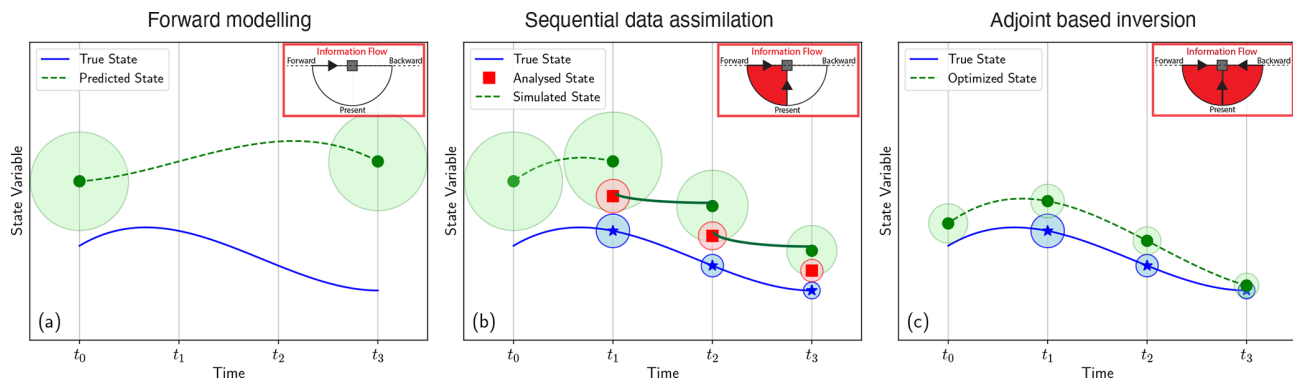 Forward modelling
True State
Predicted State
Information Flow
Forward
Backward
Present
State Variable
(a)
t0
t1
t2
t3
Time
Sequential data assimilation
True State
Analysed State
Simulated State
Information Flow
Forward
Backward
Present
State Variable
(b)
t0
t1
t2
t3
Time
Adjoint based inversion
True State
Optimized State
Information Flow
Forward
Backward
Present
State Variable
(c)
t0
t1
t2
t3
Time